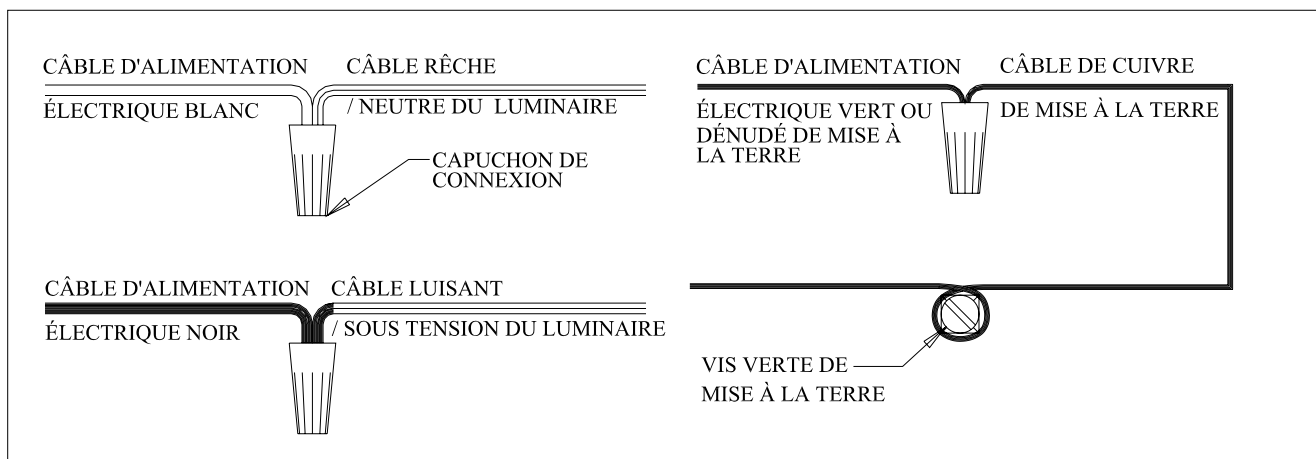 CÂBLE D'ALIMENTATION
ÉLECTRIQUE BLANC
CÂBLE RÊCHE
/ NEUTRE DU LUMINAIRE
CAPUCHON DE
CONNEXION
CÂBLE D'ALIMENTATION
ÉLECTRIQUE NOIR
CÂBLE LUISANT
/ SOUS TENSION DU LUMINAIRE
CÂBLE D'ALIMENTATION
ÉLECTRIQUE VERT OU
DÉNUDÉ DE MISE À
LA TERRE
CÂBLE DE CUIVRE
DE MISE À LA TERRE
VIS VERTE DE
MISE À LA TERRE